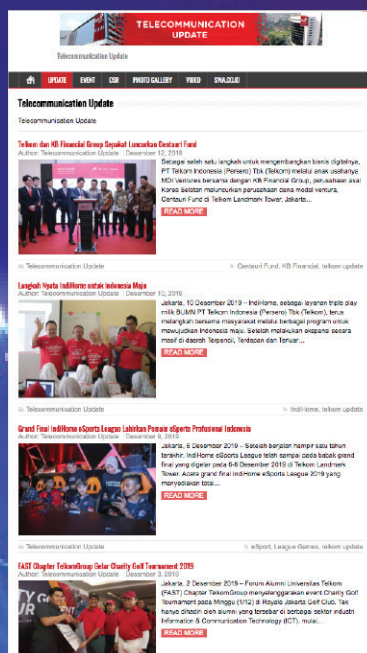 TELECOMMUNICATION
UPDATE
Telecommunication Update
UPDATE EVENT CSR PHOTO GALLERY VIDEO SWA.CO.ID
Telecommunication Update
Telecommunication Update
Telkom dan KB Financial Group Sepakat Luncurkan Centauri Fund
Author: Telecommunication Update Desember 12, 2019
Sebagai salah satu langkah untuk mengembangkan bisnis digitalnya,
PT Telkom Indonesia (Persero) Tbk (Telkom) melalui anak usahanya
MDI Ventures bersama dengan KB Financial Group, perusahaan asal
Korea Selatan meluncurkan perusahaan dana modal ventura,
Centauri Fund di Telkom Landmark Tower, Jakarta...
READ MORE
Telecommunication Update Centauri Fund, KB Financial, telkom update
Langkah Nyata IndiHome untuk Indonesia Maju
Author: Telecommunication Update Desember 10, 2019
Jakarta, 10 Desember 2019 – IndiHome, sebagai layanan triple play
milik BUMN PT Telkom Indonesia (Persero) Tbk (Telkom), terus
melangkah bersama masyarakat melalui berbagai program untuk
mewujudkan Indonesia maju. Setelah melakukan ekspansi secara
masif di daerah Terpencil, Terdepan dan Terluar...
READ MORE
Telecommunication Update IndiHome, telkom update
Grand Final IndiHome eSports League Lahirkan Pemain eSports Profesional Indonesia
Author: Telecommunication Update Desember 9, 2019
Jakarta, 6 Desember 2019 – Setelah berjalan hampir satu tahun
terakhir, IndiHome eSports League telah sampai pada babak grand
final yang digelar pada 6-8 Desember 2019 di Telkom Landmark
Tower. Acara grand final IndiHome eSports League 2019 yang
menyediakan total...
READ MORE
Telecommunication Update eSport, League Games, telkom update
FAST Chapter TelkomGroup Gelar Charity Golf Tournament 2019
Author: Telecommunication Update Desember 3, 2019
Jakarta, 2 Desember 2019 – Forum Alumni Universitas Telkom
(FAST) Chapter TelkomGroup menyelenggarakan event Charity Golf
Tournament pada Minggu (1/12) di Royale Jakarta Golf Club. Tak
hanya dihadiri oleh alumni yang tersebar di berbagai sektor industri
Information & Communication Technology (ICT), mulai...
READ MORE